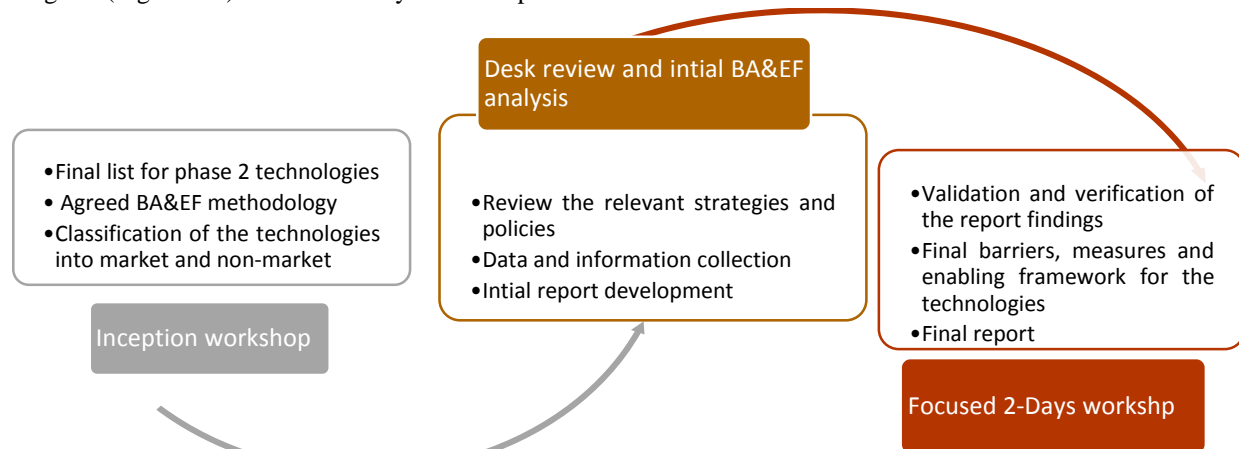 Desk review and intial BA&EF
analysis
•Final list for phase 2 technologies
• Agreed BA&EF methodology
•Classification of the technologies
into market and non-market
Inception workshop
•Review the relevant strategies and
policies
•Data and information collection
•Intial report development
•Validation and verification of
the report findings
•Final barriers, measures and
enabling framework for the
technologies
•Final report
Focused 2-Days workshp